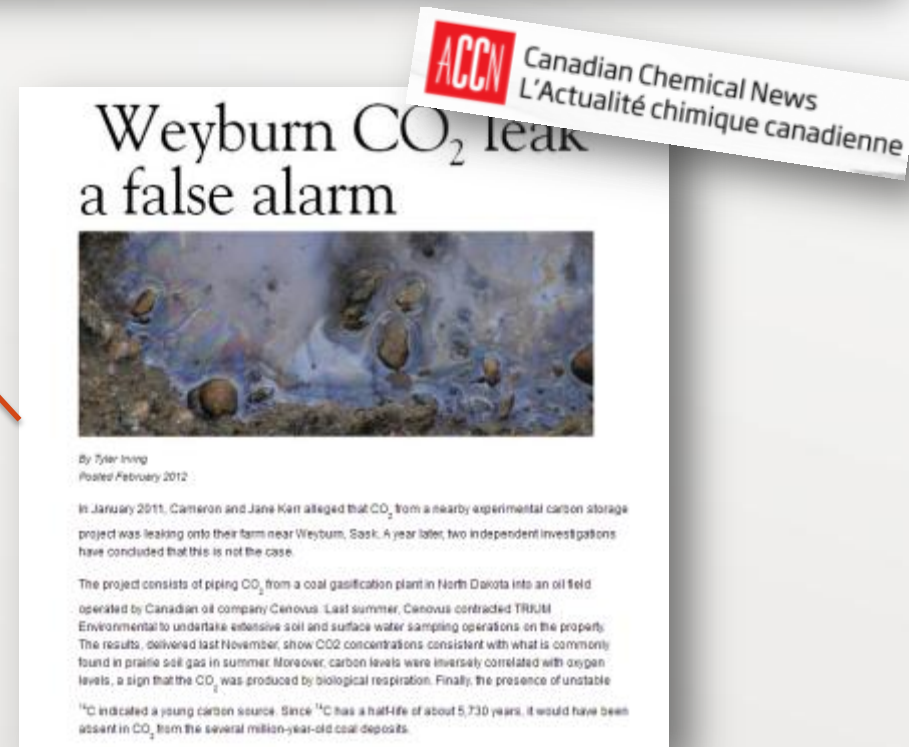 ACCN
Canadian Chemical News
L'Actualité chimique canadienne
Weyburn CO₂ leak
a false alarm
By Tyler Irving
Posted February 2012
In January 2011, Cameron and Jane Kerr alleged that CO₂ from a nearby experimental carbon storage
project was leaking onto their farm near Weyburn, Sask. A year later, two independent investigations
have concluded that this is not the case.
The project consists of piping CO₂ from a coal gasification plant in North Dakota into an oil field
operated by Canadian oil company Cenovus. Last summer, Cenovus contracted TRIUM
Environmental to undertake extensive soil and surface water sampling operations on the property.
The results, delivered last November, show CO2 concentrations consistent with what is commonly
found in prairie soil gas in summer. Moreover, carbon levels were inversely correlated with oxygen
levels, a sign that the CO₂ was produced by biological respiration. Finally, the presence of unstable
¹⁴C indicated a young carbon source. Since ¹⁴C has a half-life of about 5,730 years, it would have been
absent in CO₂ from the several million-year-old coal deposits.